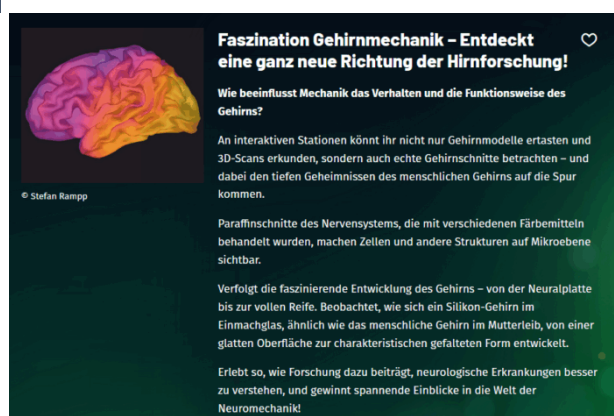 Faszination Gehirnmechanik – Entdeckt
eine ganz neue Richtung der Hirnforschung!
Wie beeinflusst Mechanik das Verhalten und die Funktionsweise des
Gehirns?
An interaktiven Stationen könnt ihr nicht nur Gehirnmodelle ertasten und
3D-Scans erkunden, sondern auch echte Gehirnschnitte betrachten – und
dabei den tiefen Geheimnissen des menschlichen Gehirns auf die Spur
kommen.
© Stefan Rampp
Paraffinschnitte des Nervensystems, die mit verschiedenen Färbemitteln
behandelt wurden, machen Zellen und andere Strukturen auf Mikroebene
sichtbar.
Verfolgt die faszinierende Entwicklung des Gehirns – von der Neuralplatte
bis zur vollen Reife. Beobachtet, wie sich ein Silikon-Gehirn im
Einmachglas, ähnlich wie das menschliche Gehirn im Mutterleib, von einer
glatten Oberfläche zur charakteristischen gefalteten Form entwickelt.
Erlebt so, wie Forschung dazu beiträgt, neurologische Erkrankungen besser
zu verstehen, und gewinnt spannende Einblicke in die Welt der
Neuromechanik!